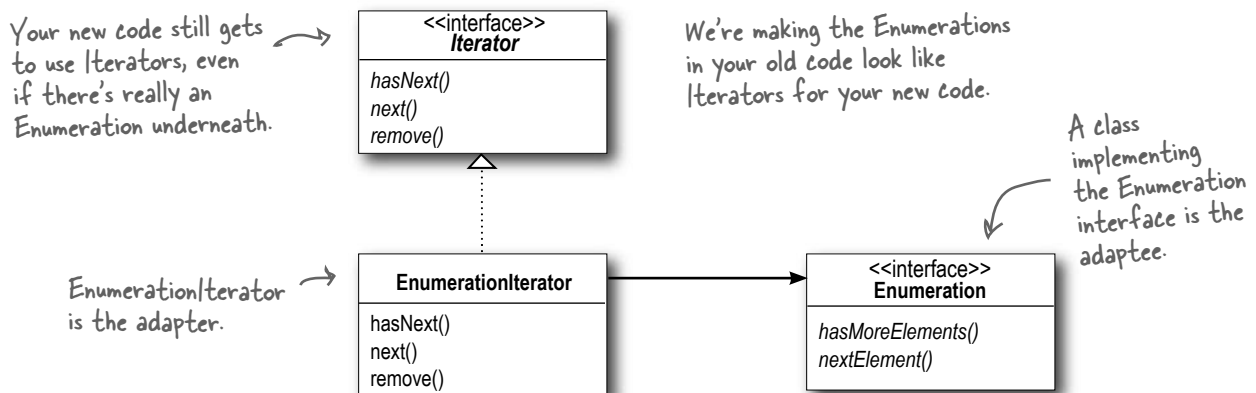 Your new code still gets
to use Iterators, even
if there's really an
Enumeration underneath.
<<interface>>
Iterator
hasNext()
next()
remove()
We're making the Enumerations
in your old code look like
Iterators for your new code.
A class
implementing
the Enumeration
interface is the
adaptee.
EnumerationIterator
is the adapter.
EnumerationIterator
hasNext()
next()
remove()
<<interface>>
Enumeration
hasMoreElements()
nextElement()